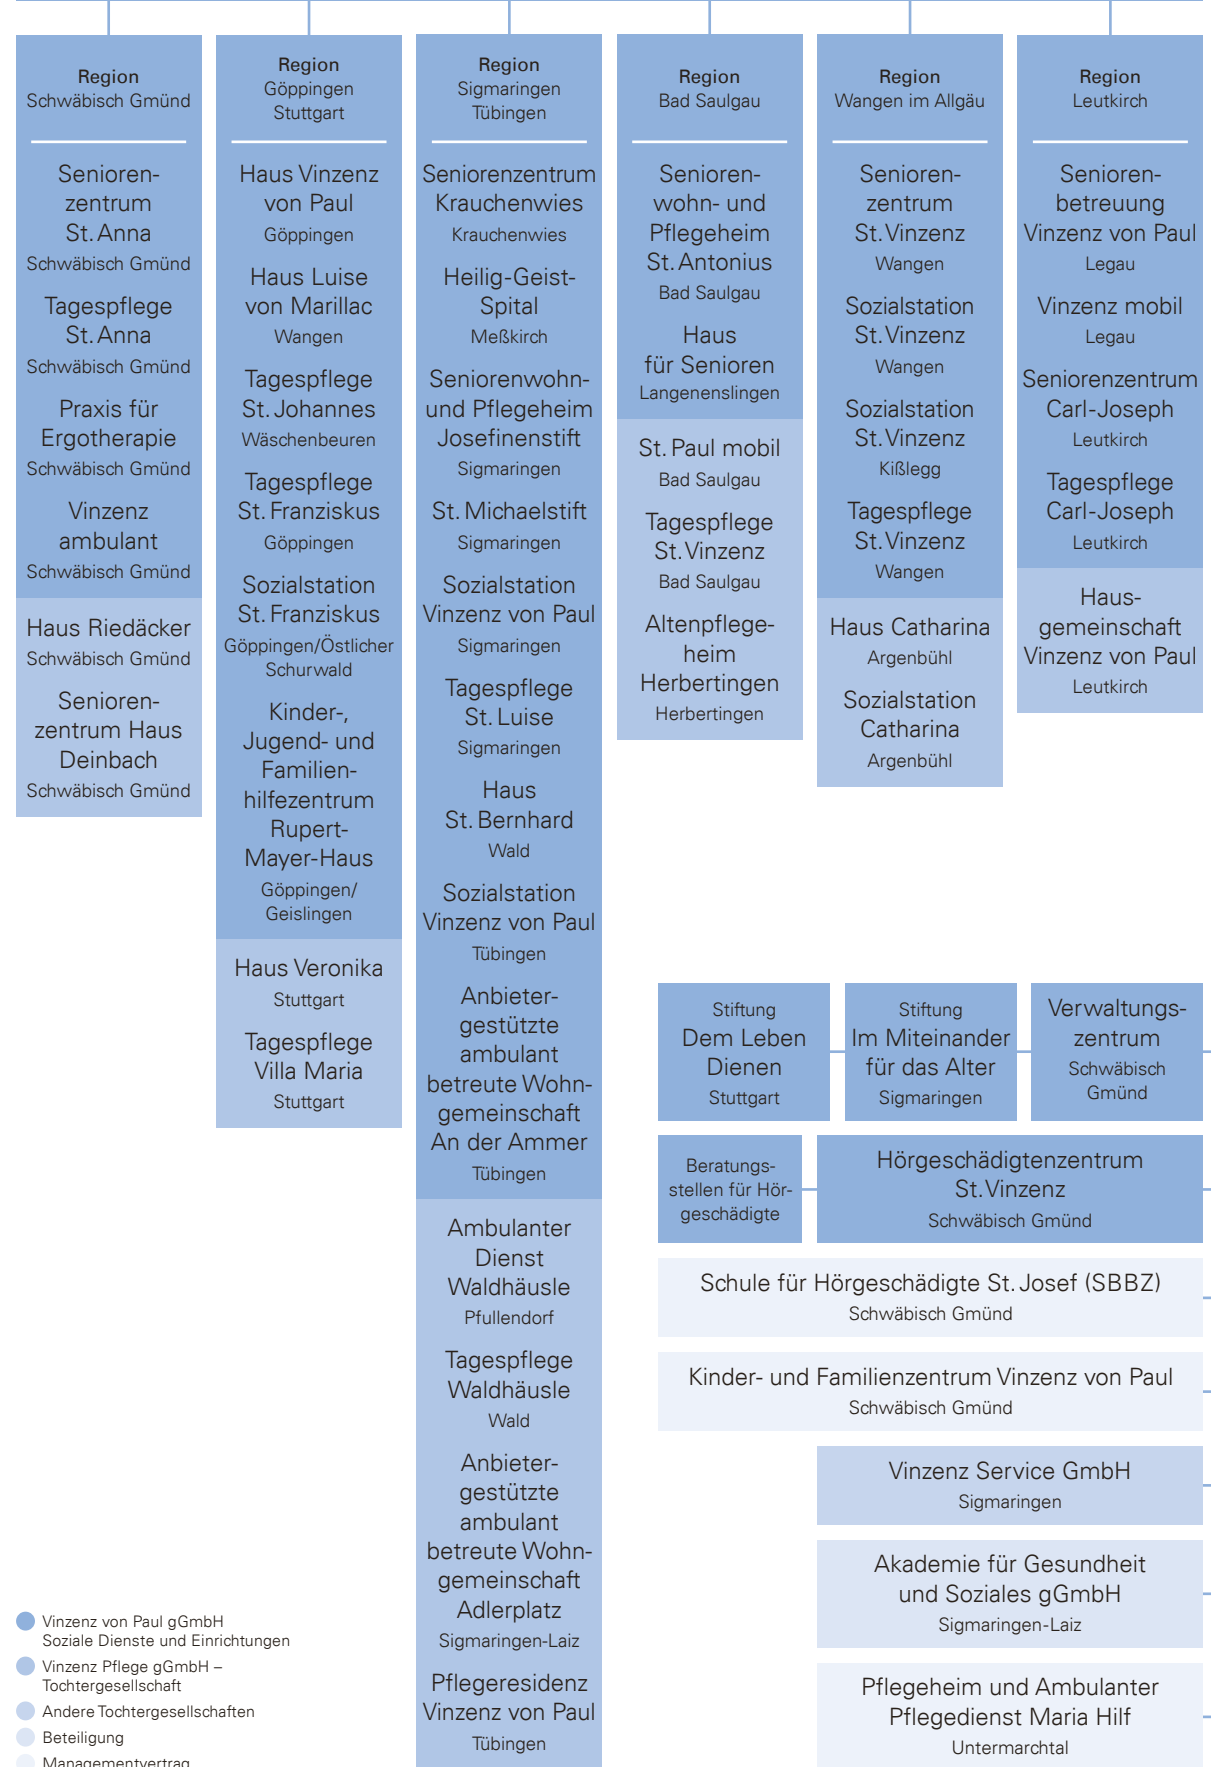 Region
Schwäbisch Gmünd
Senioren-
zentrum
St. Anna
Schwäbisch Gmünd
Tagespflege
St. Anna
Schwäbisch Gmünd
Praxis für
Ergotherapie
Schwäbisch Gmünd
Vinzenz
ambulant
Schwäbisch Gmünd
Haus Riedäcker
Schwäbisch Gmünd
Senioren-
zentrum Haus
Deinbach
Schwäbisch Gmünd
Region
Göppingen
Stuttgart
Haus Vinzenz
von Paul
Göppingen
Haus Luise
von Marillac
Wangen
Tagespflege
St. Johannes
Wäschenbeuren
Tagespflege
St. Franziskus
Göppingen
Sozialstation
St. Franziskus
Göppingen/Östlicher
Schurwald
Kinder-,
Jugend- und
Familien-
hilfezentrum
Rupert-
Mayer-Haus
Göppingen/
Geislingen
Haus Veronika
Stuttgart
Tagespflege
Villa Maria
Stuttgart
Region
Sigmaringen
Tübingen
Seniorenzentrum
Krauchenwies
Krauchenwies
Heilig-Geist-
Spital
Meßkirch
Seniorenwohn-
und Pflegeheim
Josefinenstift
Sigmaringen
St. Michaelstift
Sigmaringen
Sozialstation
Vinzenz von Paul
Sigmaringen
Tagespflege
St. Luise
Sigmaringen
Haus
St. Bernhard
Wald
Sozialstation
Vinzenz von Paul
Tübingen
Anbieter-
gestützte
ambulant
betreute Wohn-
gemeinschaft
An der Ammer
Tübingen
Ambulanter
Dienst
Waldhäusle
Pfullendorf
Tagespflege
Waldhäusle
Wald
Anbieter-
gestützte
ambulant
betreute Wohn-
gemeinschaft
Adlerplatz
Sigmaringen-Laiz
Pflegeresidenz
Vinzenz von Paul
Tübingen
Region
Bad Saulgau
Senioren-
wohn- und
Pflegeheim
St. Antonius
Bad Saulgau
Haus
für Senioren
Langenenslingen
St. Paul mobil
Bad Saulgau
Tagespflege
St. Vinzenz
Bad Saulgau
Altenpflege-
heim
Herbertingen
Herbertingen
Region
Wangen im Allgäu
Senioren-
zentrum
St. Vinzenz
Wangen
Sozialstation
St. Vinzenz
Wangen
Sozialstation
St. Vinzenz
Kißlegg
Tagespflege
St. Vinzenz
Wangen
Haus Catharina
Argenbühl
Sozialstation
Catharina
Argenbühl
Region
Leutkirch
Senioren-
betreuung
Vinzenz von Paul
Legau
Vinzenz mobil
Legau
Seniorenzentrum
Carl-Joseph
Leutkirch
Tagespflege
Carl-Joseph
Leutkirch
Haus-
gemeinschaft
Vinzenz von Paul
Leutkirch
Stiftung
Dem Leben
Dienen
Stuttgart
Stiftung
Im Miteinander
für das Alter
Sigmaringen
Verwaltungs-
zentrum
Schwäbisch
Gmünd
Beratungs-
stellen für Hör-
geschädigte
Hörgeschädigtenzentrum
St. Vinzenz
Schwäbisch Gmünd
Schule für Hörgeschädigte St. Josef (SBBZ)
Schwäbisch Gmünd
Kinder- und Familienzentrum Vinzenz von Paul
Schwäbisch Gmünd
Vinzenz Service GmbH
Sigmaringen
Akademie für Gesundheit
und Soziales gGmbH
Sigmaringen-Laiz
Pflegeheim und Ambulanter
Pflegedienst Maria Hilf
Untermarchtal
Vinzenz von Paul gGmbH
Soziale Dienste und Einrichtungen
Vinzenz Pflege gGmbH –
Tochtergesellschaft
Andere Tochtergesellschaften
Beteiligung
Managementvertrag